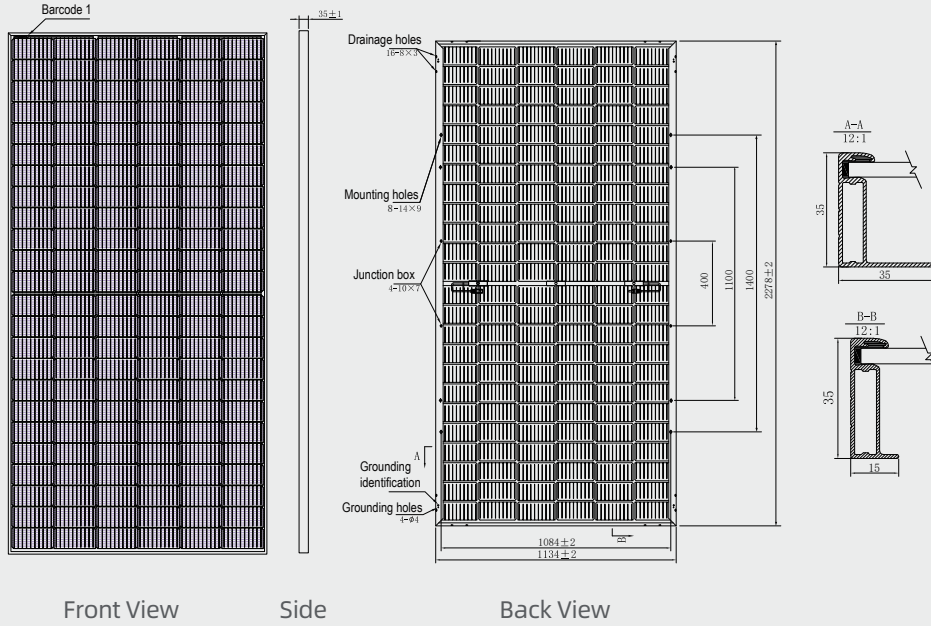 Barcode 1
35±1
Drainage holes
16-8×3
Mounting holes
8-14×9
Junction box
4-10×7
A
Grounding
identification
Grounding holes
4-φ4
B
1084±2
1134±2
400
1100
1400
2278±2
A-A
12:1
35
35
B-B
12:1
35
15
Front View
Side
Back View